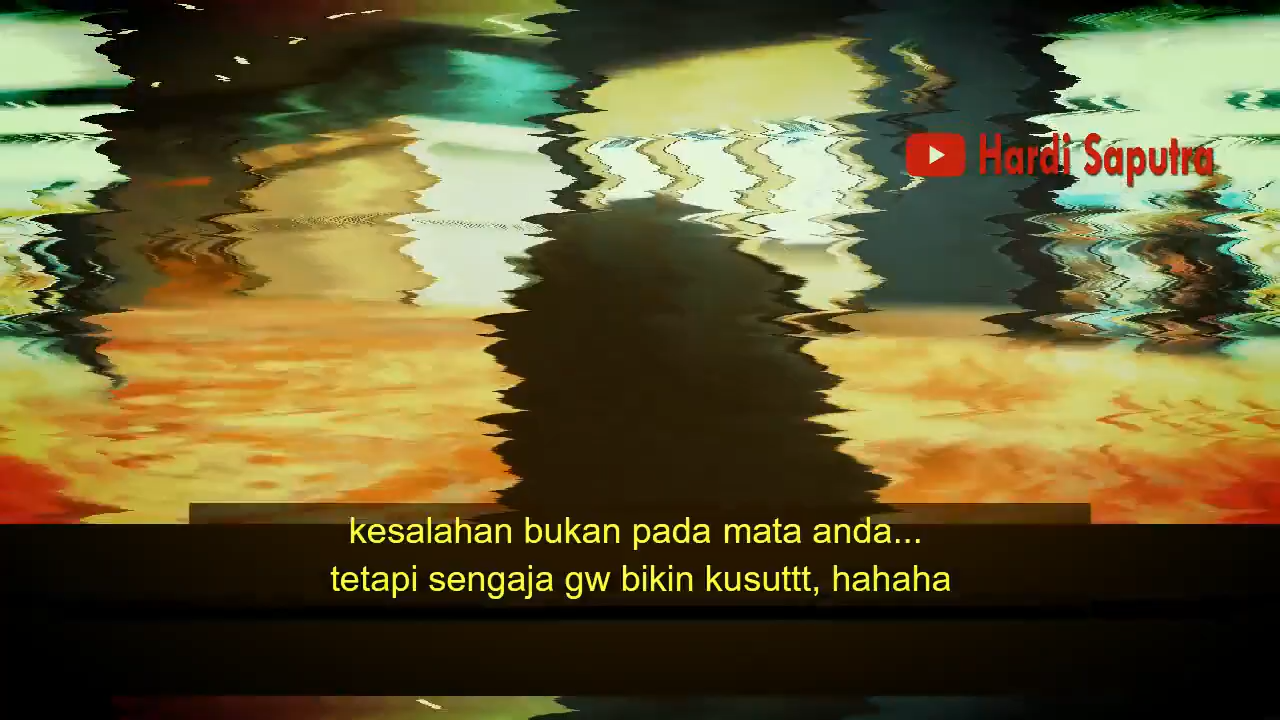 Hardi Saputra
kesalahan bukan pada mata anda...
tetapi sengaja gw bikin kusuttt, hahaha